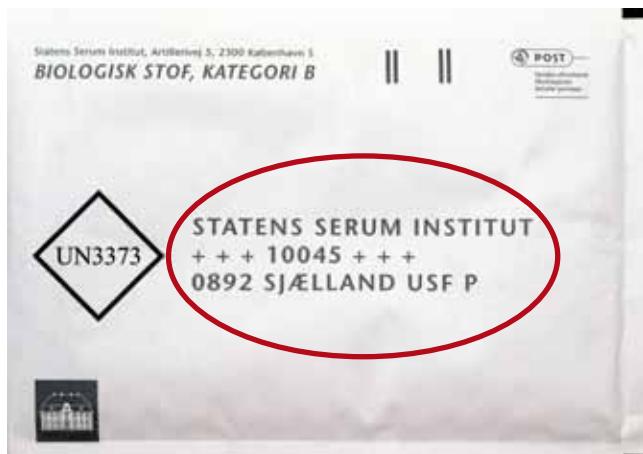 Statens Serum Institut, Artillerivej 5, 2300 København S
BIOLOGISK STOF, KATEGORI B
POST
UN3373
STATENS SERUM INSTITUT
+ + + 10045 + + +
0892 SJÆLLAND USF P